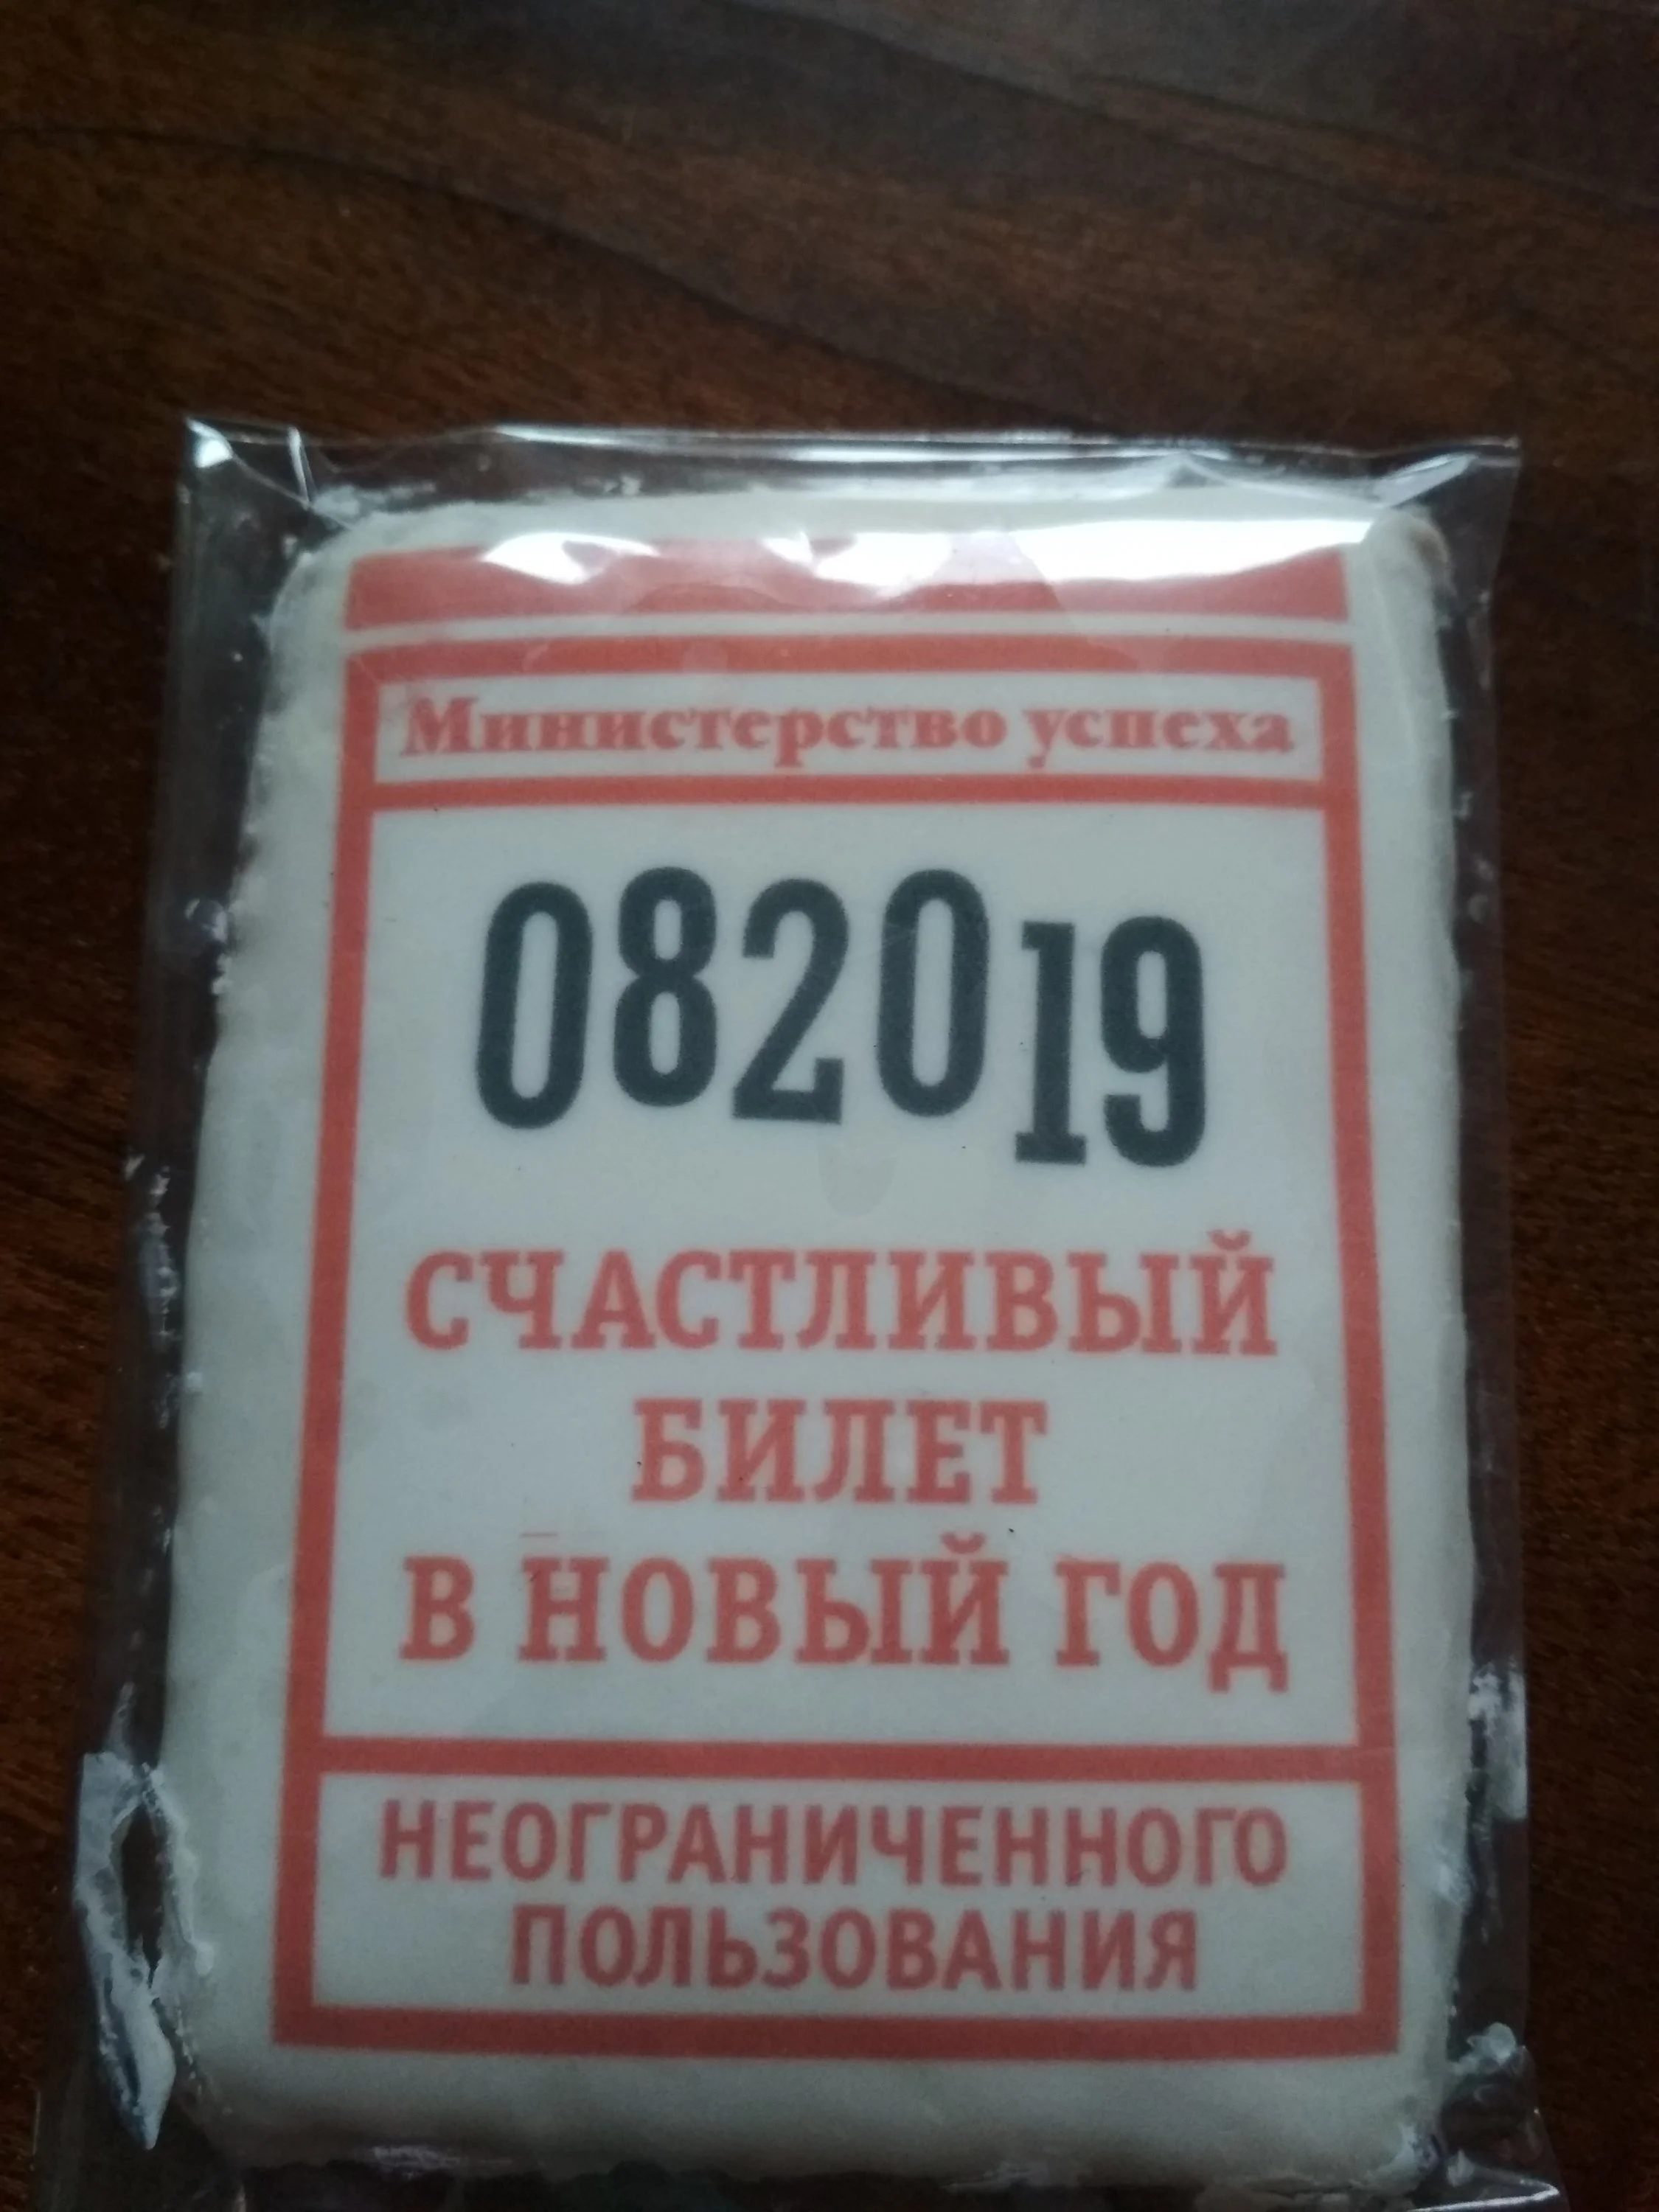 Министерство успеха
082019
СЧАСТЛИВЫЙ
БИЛЕТ
В НОВЫЙ ГОД
НЕОГРАНИЧЕННОГО
ПОЛЬЗОВАНИЯ